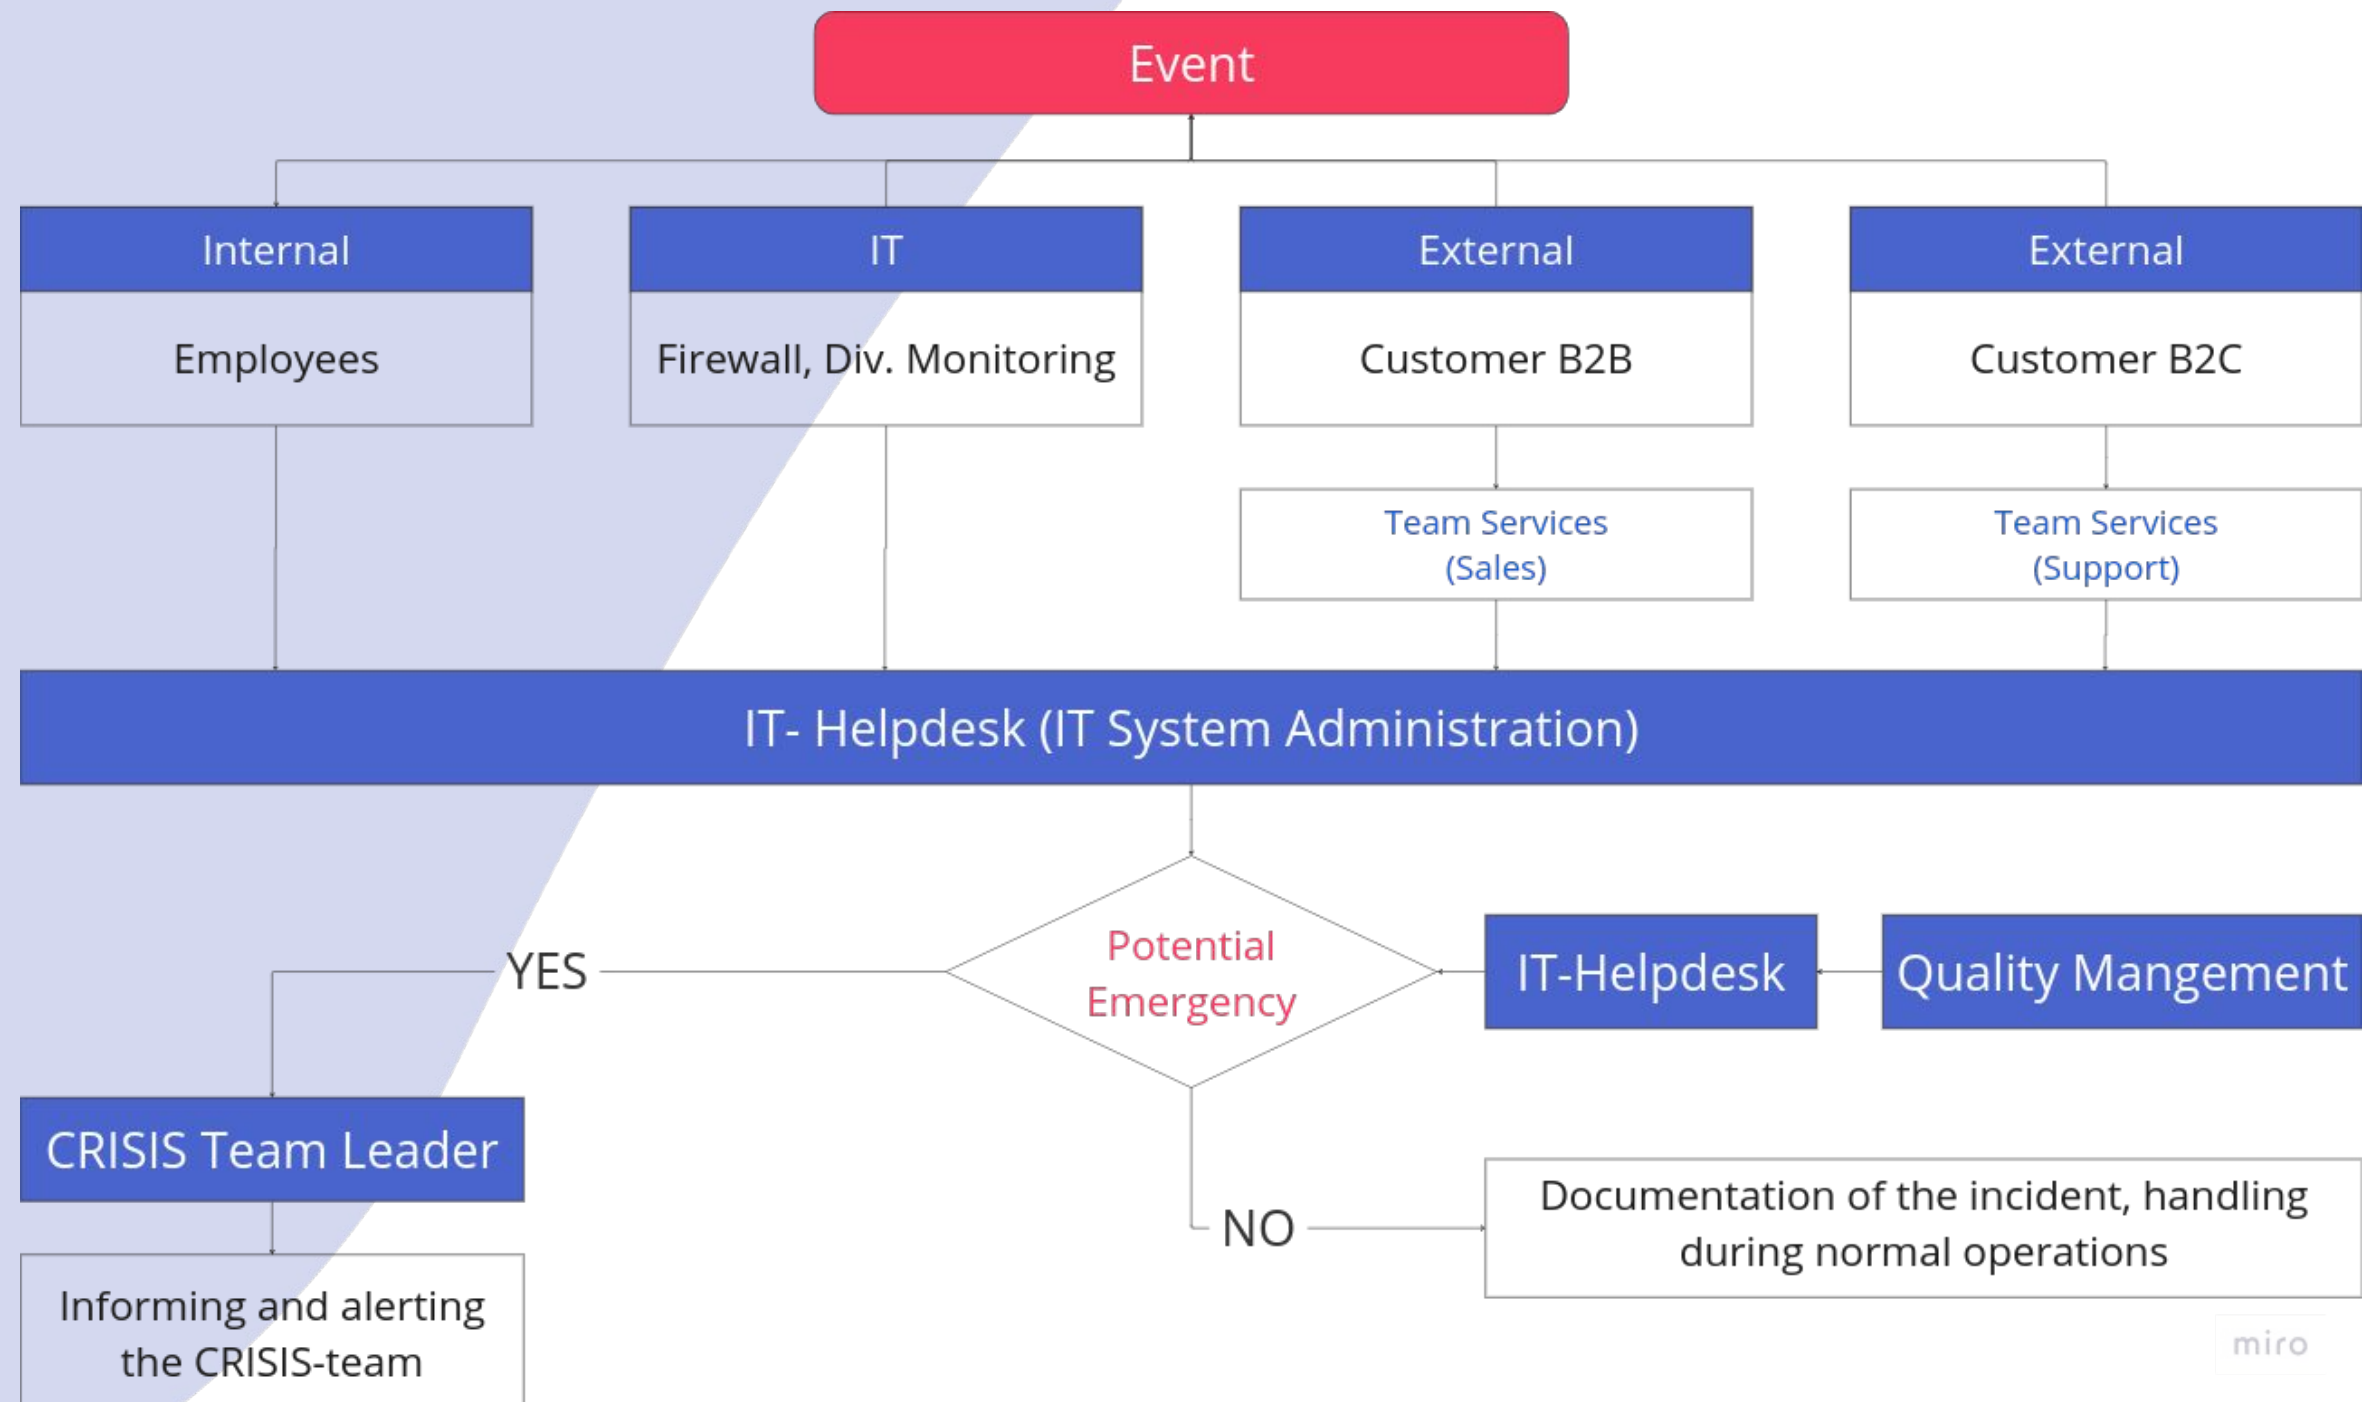 Event
Internal
IT
External
External
Employees
Firewall, Div. Monitoring
Customer B2B
Customer B2C
Team Services
(Sales)
Team Services
(Support)
IT- Helpdesk (IT System Administration)
Potential
Emergency
YES
IT-Helpdesk
Quality Mangement
CRISIS Team Leader
NO
Documentation of the incident, handling
during normal operations
Informing and alerting
the CRISIS-team
miro